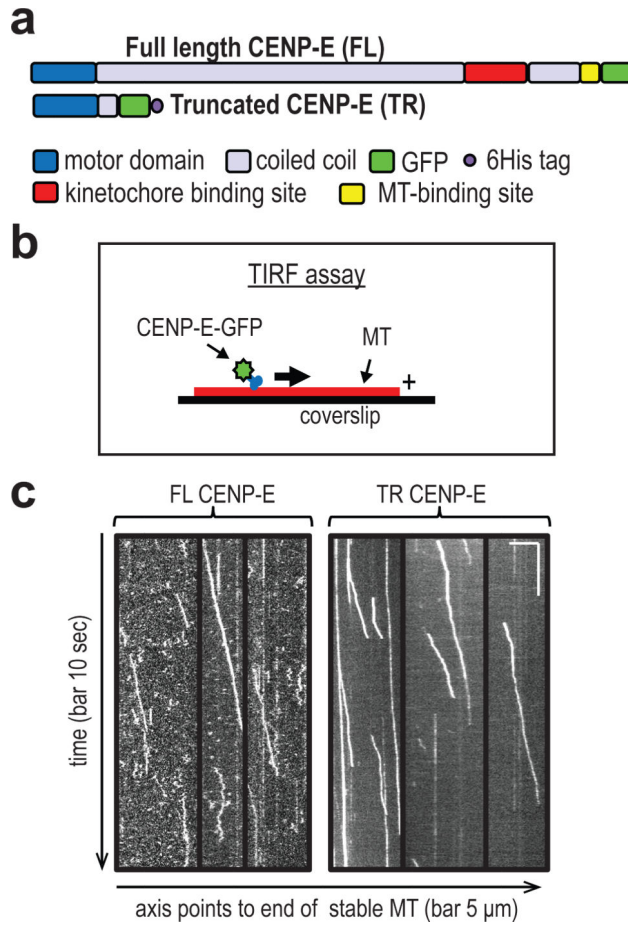 a
Full length CENP-E (FL)
Truncated CENP-E (TR)
motor domain
coiled coil
GFP
6His tag
kinetochore binding site
MT-binding site
b
TIRF assay
CENP-E-GFP
MT
+
coverslip
c
FL CENP-E
TR CENP-E
time (bar 10 sec)
axis points to end of stable MT (bar 5 µm)